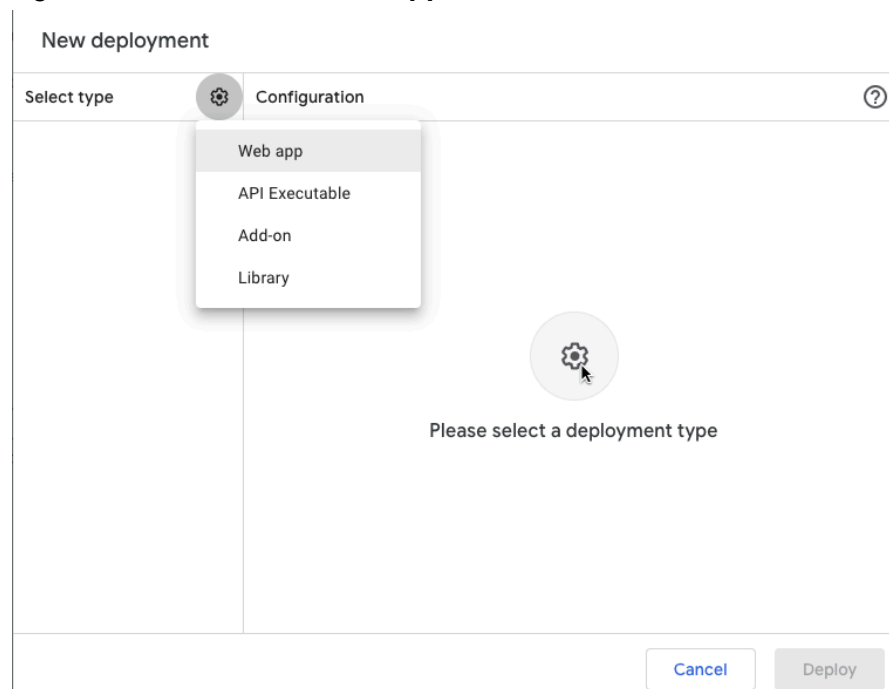 New deployment
Select type
Configuration
Web app
API Executable
Add-on
Library
Please select a deployment type
Cancel
Deploy